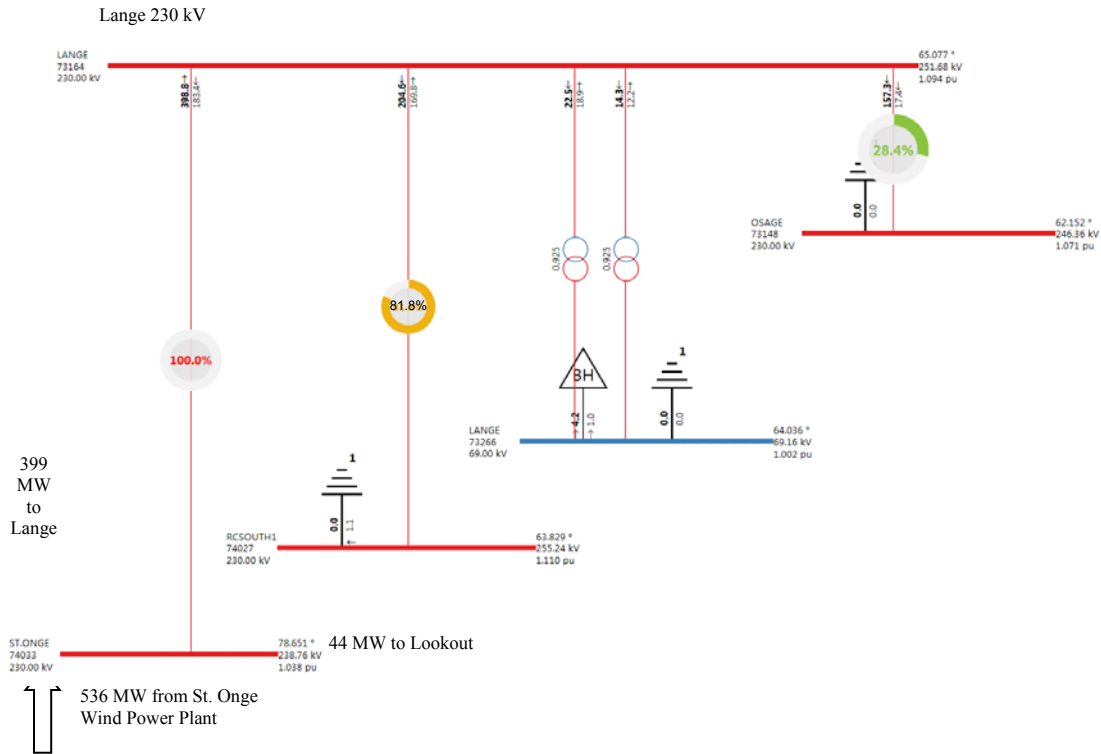 Lange 230 kV
LANGE
73164
230.00 kV
65.077 °
251.68 kV
1.094 pu
398.8→
183.4←
204.6←
169.8→
22.5←
18.9→
14.3←
12.2→
157.3←
17.4←
28.4%
0.0
0.0
OSAGE
73148
230.00 kV
62.152 °
246.36 kV
1.071 pu
0.925
0.925
81.8%
100.0%
BH
1
4.2→
1.0→
0.0
0.0
LANGE
73266
69.00 kV
64.036 °
69.16 kV
1.002 pu
399
MW
to
Lange
1
0.0
1.1←
RCSOUTH1
74027
230.00 kV
63.829 °
255.24 kV
1.110 pu
ST.ONGE
74033
230.00 kV
78.651 °
238.76 kV
1.038 pu
44 MW to Lookout
536 MW from St. Onge
Wind Power Plant